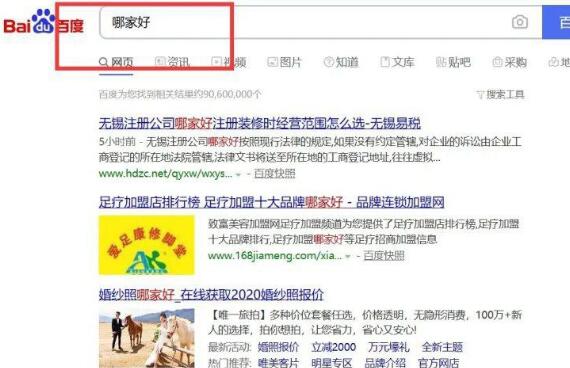 Bai du 百度
哪家好
百
网页 资讯 视频 图片 知道 文库 贴吧 采购 地
百度为您找到相关结果约90,600,000个
搜索工具
无锡注册公司哪家好注册装修时经营范围怎么选-无锡易税
5小时前 - 无锡注册公司哪家好按照现行法律的规定,如果没有约定管辖,对企业的诉讼由企业工
商登记的所在地法院管辖,法律文书将送至所在地的工商登记地址,往往虚拟...
www.hdzc.net/qyxw/wxys... - 百度快照
足疗加盟店排行榜 足疗加盟十大品牌哪家好 - 品牌连锁加盟网
致富美容加盟网足疗加盟频道为您提供了足疗加盟店排行榜,足疗加盟
十大品牌排行,足疗加盟哪家好等足疗招商加盟信息
www.168jiameng.com/xia... - 百度快照
爱足康修脚堂
婚纱照哪家好_在线获取2020婚纱照报价
【唯一旅拍】多种价位套餐任选，价格透明，无隐形消费，100万+新
人的选择，拍你想拍，让您省力，省心又安心!
最新活动: 婚照报价 立减2000 万元壕礼 全新主题
热门推荐: 唯美客片 明星专区 品牌介绍 官方网店